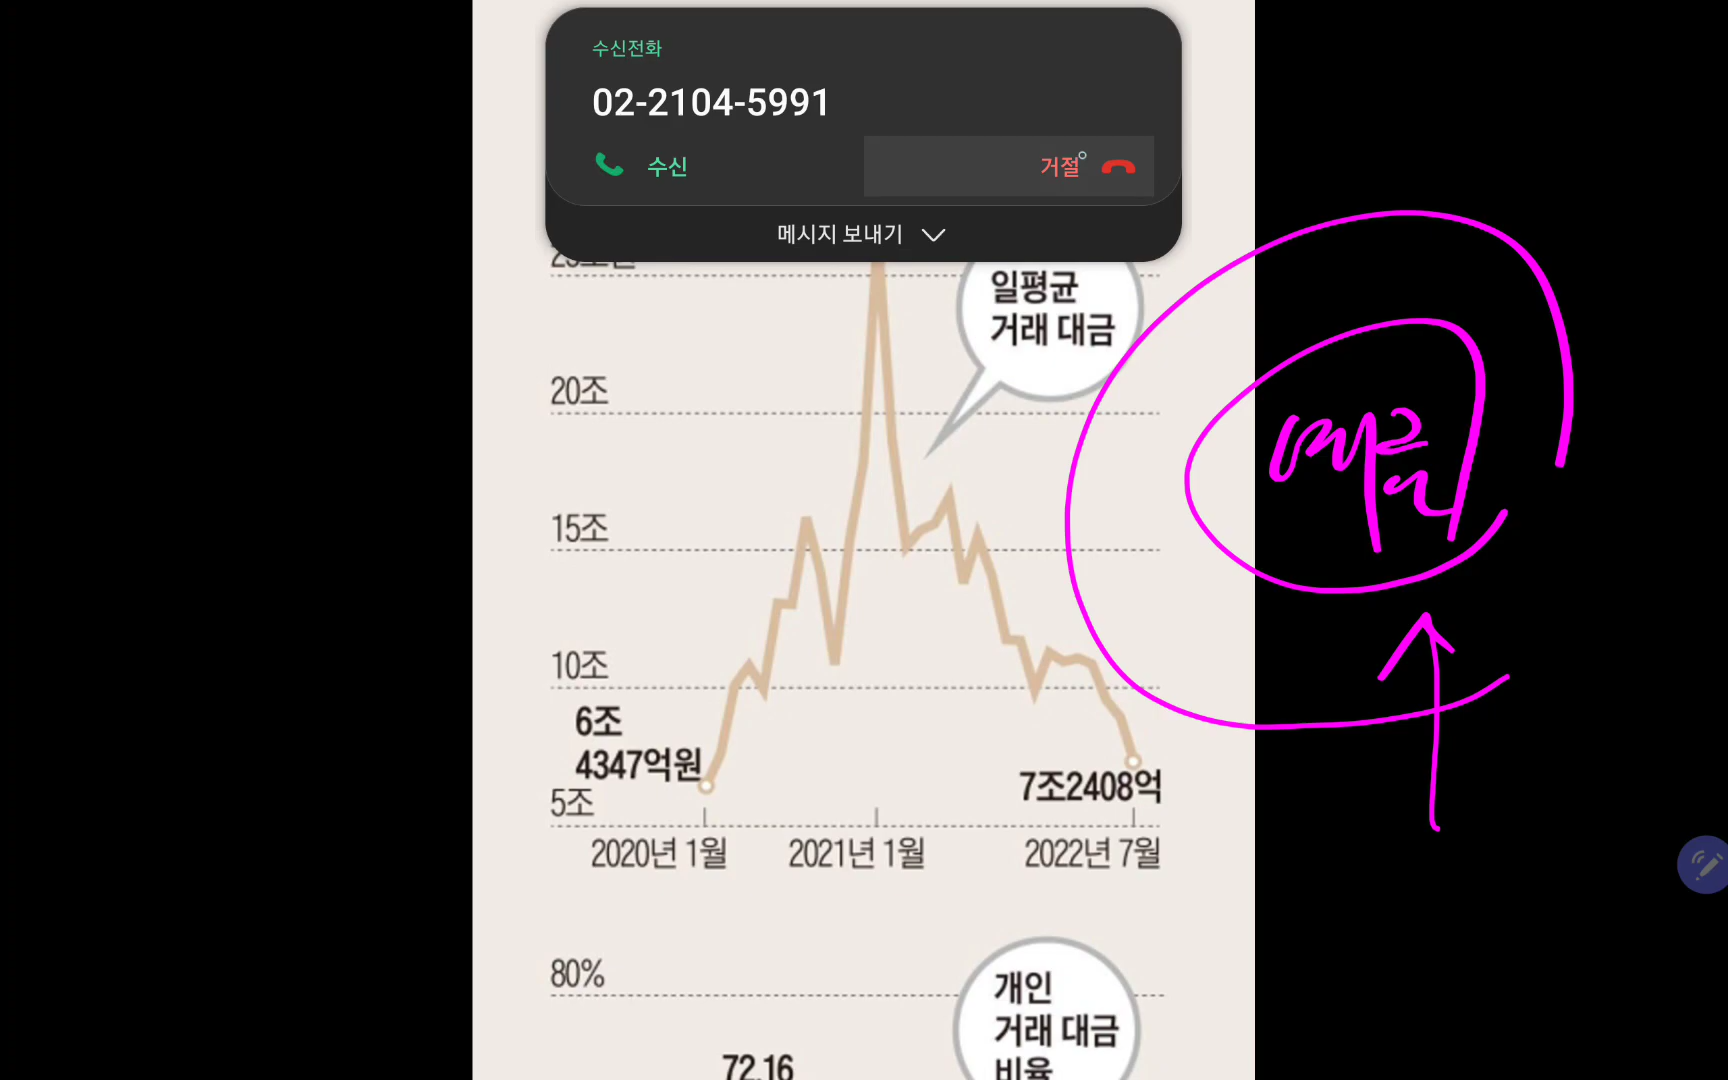 수신전화
02-2104-5991
수신
거절
메시지 보내기
일평균
거래 대금
20조
15조
10조
6조
4347억원
7조2408억
5조
2020년 1월
2021년 1월
2022년 7월
80%
개인
거래 대금
비율
72.16